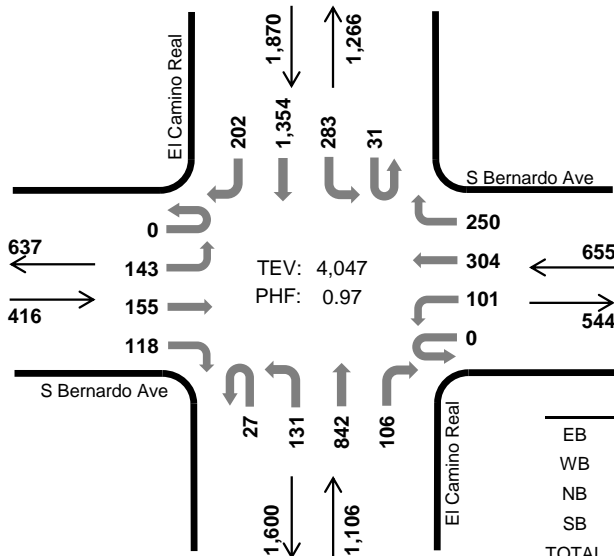 El Camino Real
1,870
1,266
202
1,354
283
31
S Bernardo Ave
0
250
637
143
TEV: 4,047
304
655
416
155
PHF: 0.97
101
544
118
0
S Bernardo Ave
27
131
842
106
El Camino Real
1,600
1,106
EB
WB
NB
SB
TOTAL